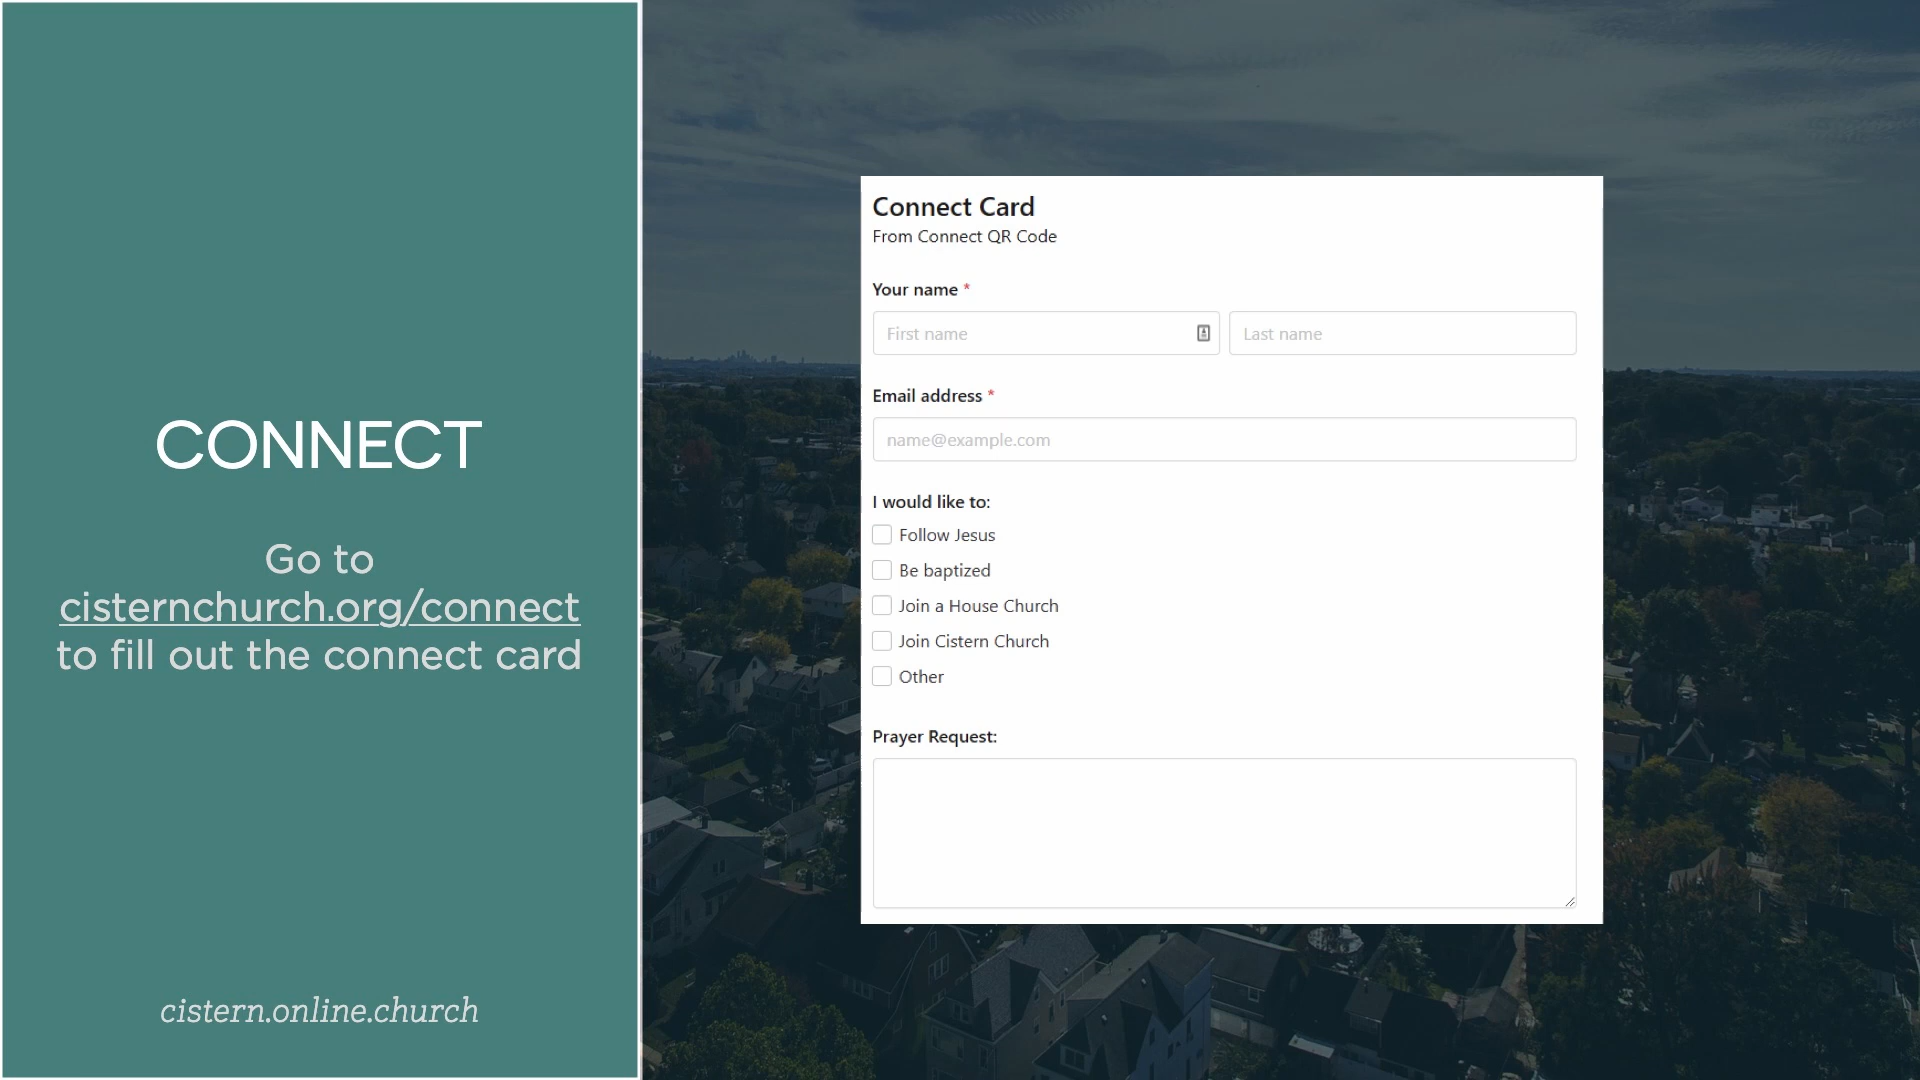 CONNECT
Go to
cisternchurch.org/connect
to fill out the connect card
cistern.online.church
Connect Card
From Connect QR Code
Your name *
First name
Last name
Email address *
name@example.com
I would like to:
Follow Jesus
Be baptized
Join a House Church
Join Cistern Church
Other
Prayer Request: